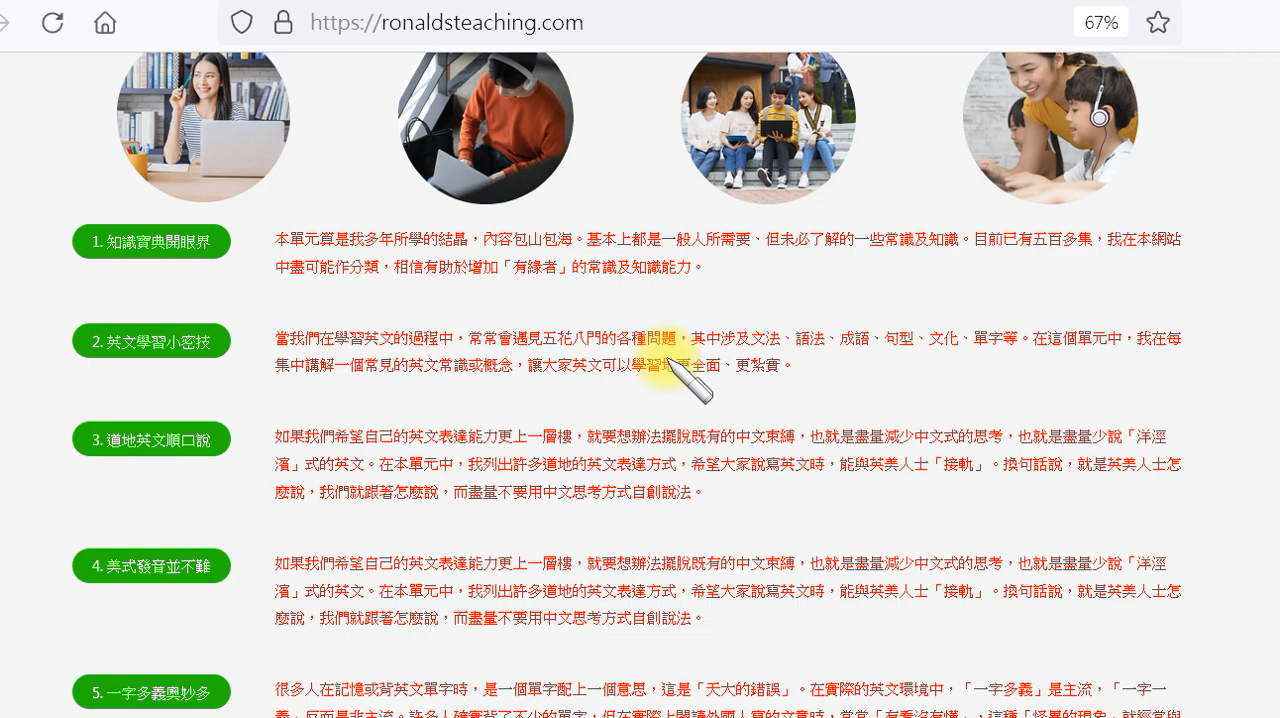 https://ronaldsteaching.com
67%
1. 知識寶典開眼界
本單元算是我多年所學的結晶，內容包山包海。基本上都是一般人所需要、但未必了解的一些常識及知識。目前已有五百多集，我在本網站
中盡可能作分類，相信有助於增加「有緣者」的常識及知識能力。
2. 英文學習小密技
當我們在學習英文的過程中，常常會遇見五花八門的各種問題，其中涉及文法、語法、成語、句型、文化、單字等。在這個單元中，我在每
集中講解一個常見的英文常識或概念，讓大家英文可以學習地更全面、更紮實。
3. 道地英文順口說
如果我們希望自己的英文表達能力更上一層樓，就要想辦法擺脫既有的中文束縛，也就是盡量減少中文式的思考，也就是盡量少說「洋涇
濱」式的英文。在本單元中，我列出許多道地的英文表達方式，希望大家說寫英文時，能與英美人士「接軌」。換句話說，就是英美人士怎
麼說，我們就跟著怎麼說，而盡量不要用中文思考方式自創說法。
4. 美式發音並不難
如果我們希望自己的英文表達能力更上一層樓，就要想辦法擺脫既有的中文束縛，也就是盡量減少中文式的思考，也就是盡量少說「洋涇
濱」式的英文。在本單元中，我列出許多道地的英文表達方式，希望大家說寫英文時，能與英美人士「接軌」。換句話說，就是英美人士怎
麼說，我們就跟著怎麼說，而盡量不要用中文思考方式自創說法。
5. 一字多義奧妙多
很多人在記憶或背英文單字時，是一個單字配上一個意思，這是「天大的錯誤」。在實際的英文環境中，「一字多義」是主流，「一字一